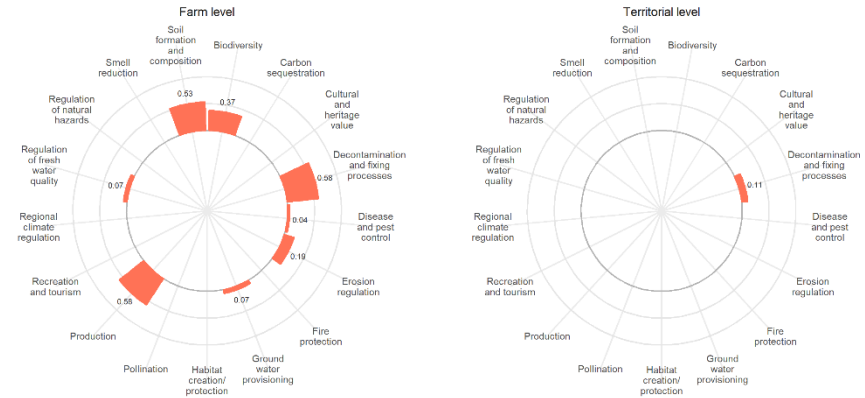 Farm level
Soil
formation
and
composition
Biodiversity
Smell
reduction
Carbon
sequestration
Regulation
of natural
hazards
Cultural
and
heritage
value
Regulation
of fresh
water
quality
Decontamination
and fixing
processes
Regional
climate
regulation
Disease
and pest
control
Recreation
and tourism
Erosion
regulation
Production
Fire
protection
Pollination
Habitat
creation/
protection
Ground
water
provisioning
0.53
0.37
0.58
0.04
0.19
0.07
0.55
0.07
Territorial level
Soil
formation
and
composition
Biodiversity
Smell
reduction
Carbon
sequestration
Regulation
of natural
hazards
Cultural
and
heritage
value
Regulation
of fresh
water
quality
Decontamination
and fixing
processes
Regional
climate
regulation
Disease
and pest
control
Recreation
and tourism
Erosion
regulation
Production
Fire
protection
Pollination
Habitat
creation/
protection
Ground
water
provisioning
0.11